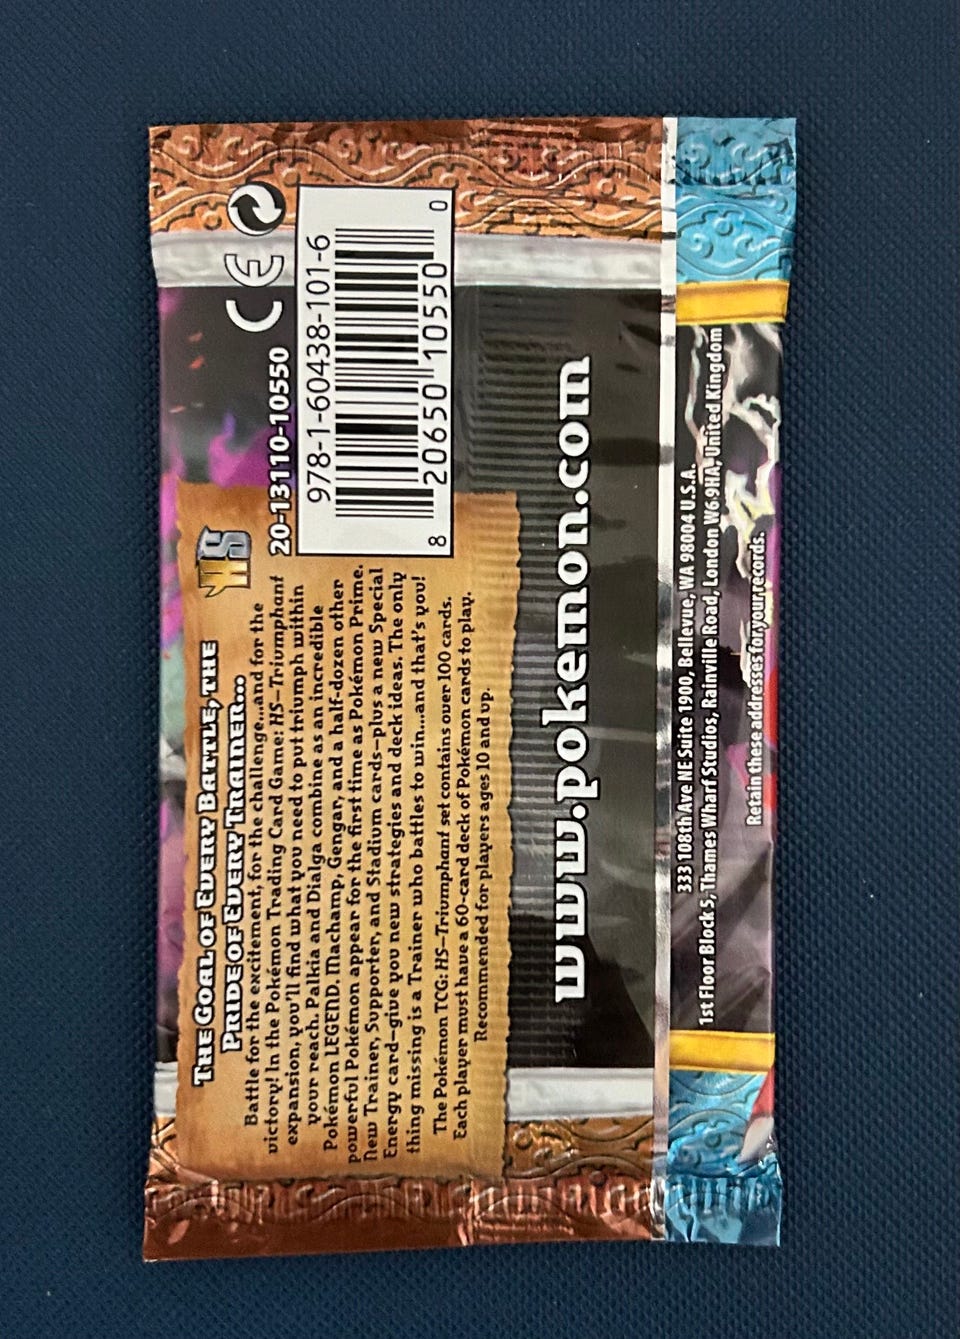 THE GOAL OF EVERY BATTLE, THE
PRIDE OF EVERY TRAINER...
HS
Battle for the excitement, for the challenge...and for the
victory! In the Pokémon Trading Card Game: HS—Triumphant
expansion, you'll find what you need to put triumph within
your reach. Palkia and Dialga combine as an incredible
Pokémon LEGEND. Machamp, Gengar, and a half-dozen other
powerful Pokémon appear for the first time as Pokémon Prime.
New Trainer, Supporter, and Stadium cards—plus a new Special
Energy card—give you new strategies and deck ideas. The only
thing missing is a Trainer who battles to win...and that's you!
The Pokémon TCG: HS—Triumphant set contains over 100 cards.
Each player must have a 60-card deck of Pokémon cards to play.
Recommended for players ages 10 and up.
CE
20-13110-10550
978-1-60438-101-6
8 20650 10550 0
www.pokemon.com
333 108th Ave NE Suite 1900, Bellevue, WA 98004 U.S.A.
1st Floor Block 5, Thames Wharf Studios, Rainville Road, London W6 9HA, United Kingdom
Retain these addresses for your records.